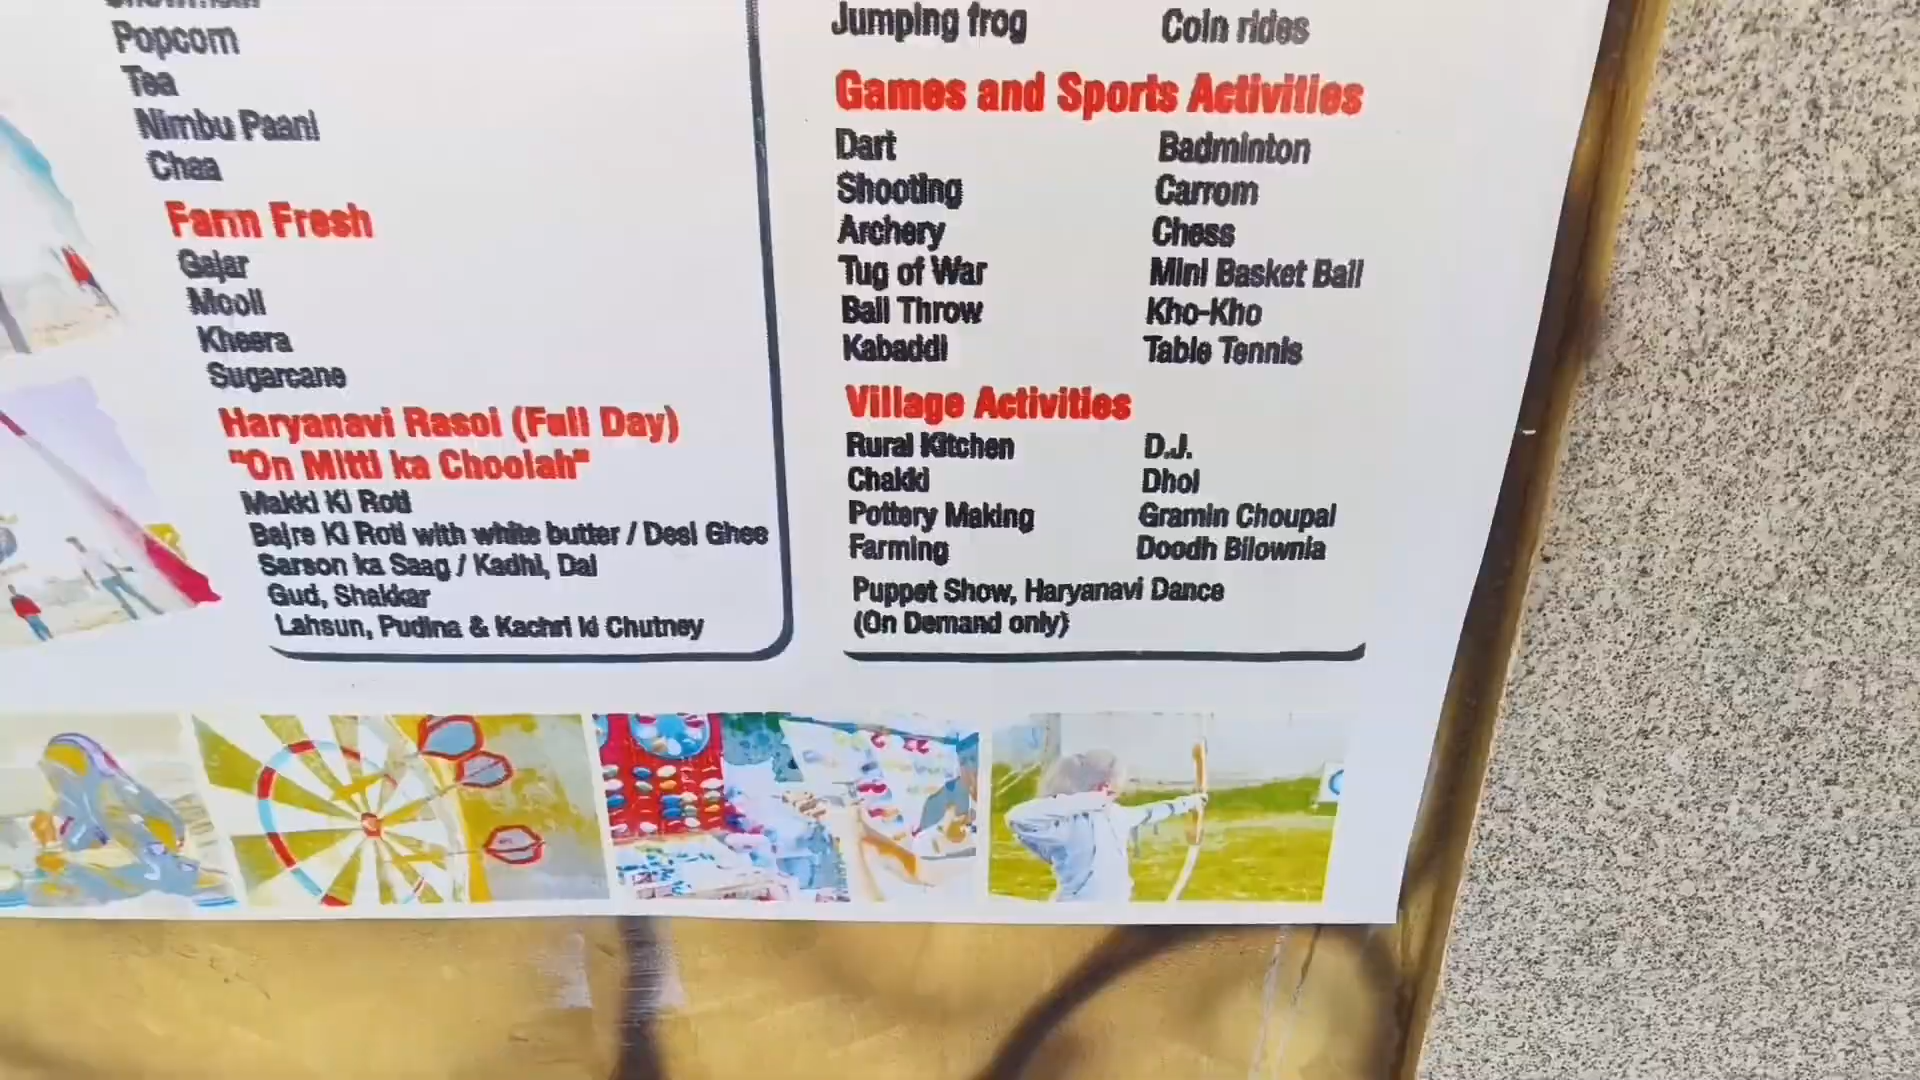 Popcorn
Tea
Nimbu Paani
Chaa
Farm Fresh
Gajar
Mooli
Kheera
Sugarcane
Haryanavi Rasoi (Full Day)
"On Mitti ka Choolah"
Makki Ki Roti
Bajre Ki Roti with white butter / Desi Ghee
Sarson ka Saag / Kadhi, Dal
Gud, Shakkar
Lahsun, Pudina & Kachri ki Chutney
Jumping frog Coin rides
Games and Sports Activities
Dart Badminton
Shooting Carrom
Archery Chess
Tug of War Mini Basket Ball
Ball Throw Kho-Kho
Kabaddi Table Tennis
Village Activities
Rural Kitchen D.J.
Chakki Dhol
Pottery Making Gramin Choupal
Farming Doodh Bilownia
Puppet Show, Haryanavi Dance
(On Demand only)